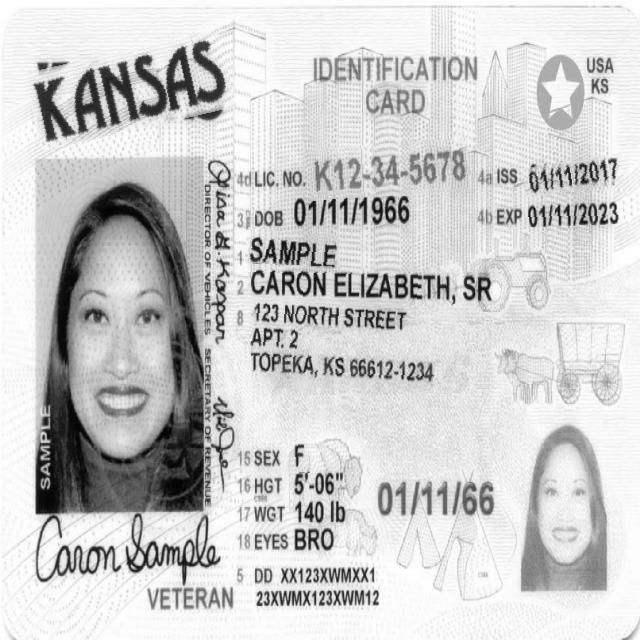 KANSAS
IDENTIFICATION CARD
USA
KS
4d LIC. NO. K12-34-5678
4a ISS 01/11/2017
3 DOB 01/11/1966
4b EXP 01/11/2023
1 SAMPLE
2 CARON ELIZABETH, SR
8 123 NORTH STREET
APT. 2
TOPEKA, KS 66612-1234
DIRECTOR OF VEHICLES
SECRETARY OF REVENUE
SAMPLE
15 SEX F
16 HGT 5'-06"
17 WGT 140 lb
18 EYES BRO
01/11/66
5 DD XX123XWMXX1
23XWMX123XWM12
Caron Sample
VETERAN